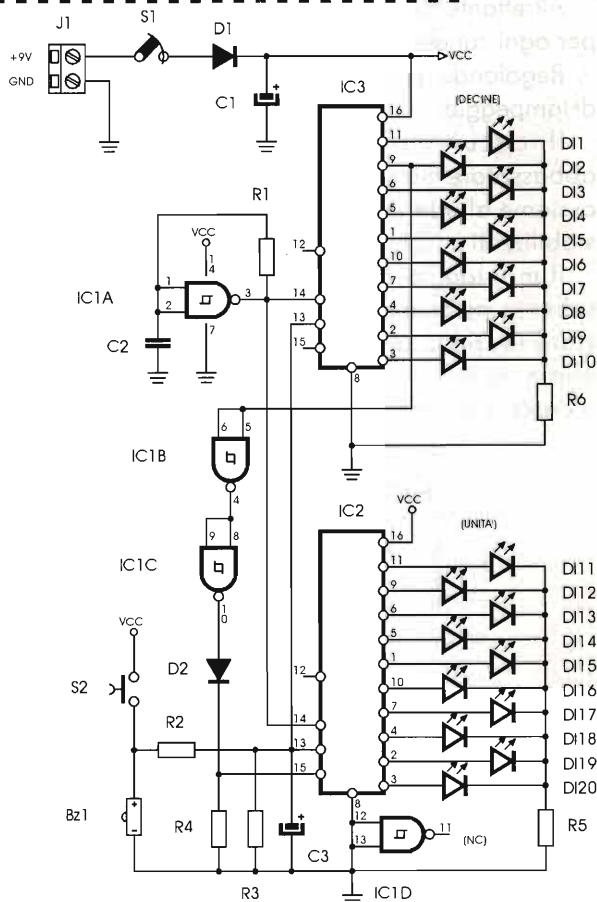 J1
S1
D1
+9V
GND
VCC
C1
+
IC3
(DECINE)
16
11
9
6
5
1
10
7
4
2
3
12
14
13
15
8
DI1
DI2
DI3
DI4
DI5
DI6
DI7
DI8
DI9
DI10
R6
R1
VCC
14
IC1A
1
2
3
7
C2
6
5
IC1B
4
9
8
IC1C
10
VCC
S2
D2
R2
Bz1
+
-
R4
R3
C3
+
IC2
VCC
(UNITA')
16
11
9
6
5
1
10
7
4
2
3
12
14
13
15
8
DI11
DI12
DI13
DI14
DI15
DI16
DI17
DI18
DI19
DI20
R5
12
13
11
(NC)
IC1D